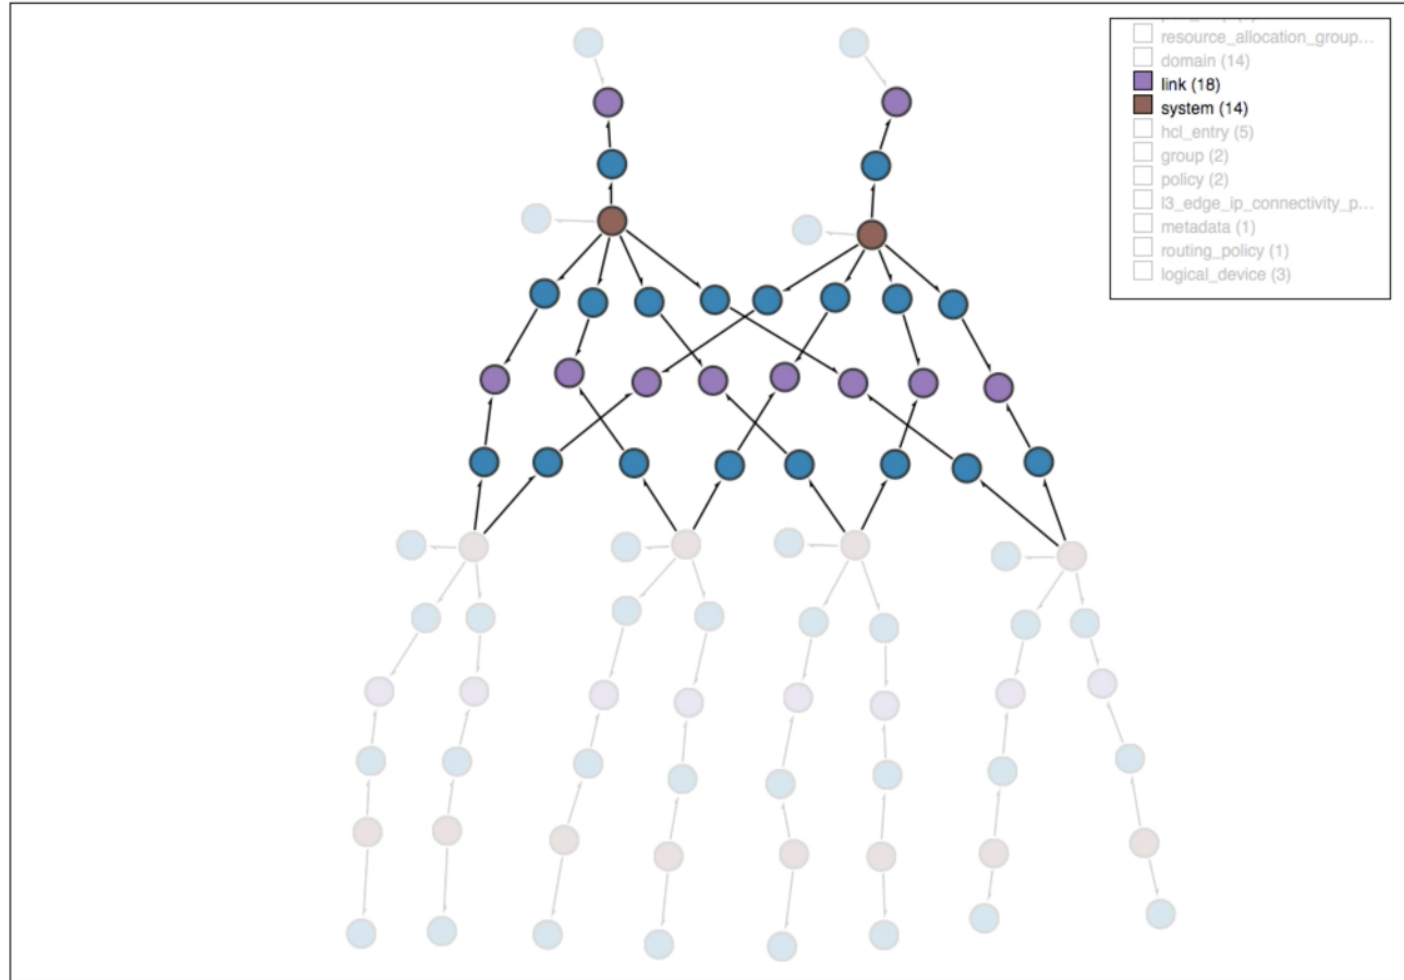 resource_allocation_group...
domain (14)
link (18)
system (14)
hcl_entry (5)
group (2)
policy (2)
l3_edge_ip_connectivity_p...
metadata (1)
routing_policy (1)
logical_device (3)